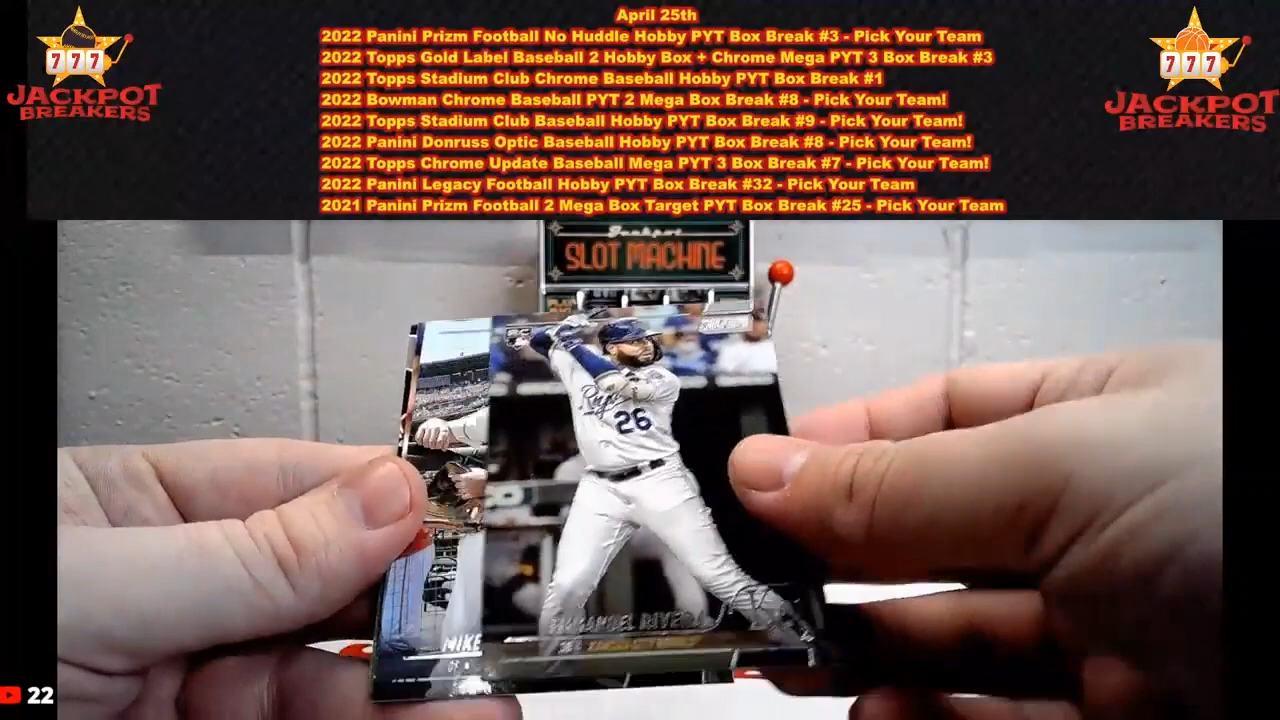 April 25th
2022 Panini Prizm Football No Huddle Hobby PYT Box Break #3 - Pick Your Team
2022 Topps Gold Label Baseball 2 Hobby Box + Chrome Mega PYT 3 Box Break #3
2022 Topps Stadium Club Chrome Baseball Hobby PYT Box Break #1
2022 Bowman Chrome Baseball PYT 2 Mega Box Break #8 - Pick Your Team!
2022 Topps Stadium Club Baseball Hobby PYT Box Break #9 - Pick Your Team!
2022 Panini Donruss Optic Baseball Hobby PYT Box Break #8 - Pick Your Team!
2022 Topps Chrome Update Baseball Mega PYT 3 Box Break #7 - Pick Your Team!
2022 Panini Legacy Football Hobby PYT Box Break #32 - Pick Your Team
2021 Panini Prizm Football 2 Mega Box Target PYT Box Break #25 - Pick Your Team
777
JACKPOT
BREAKERS
777
JACKPOT
BREAKERS
Jackpot
SLOT MACHINE
RC
Royals
26
EMMANUEL RIVERA
MIKE
22